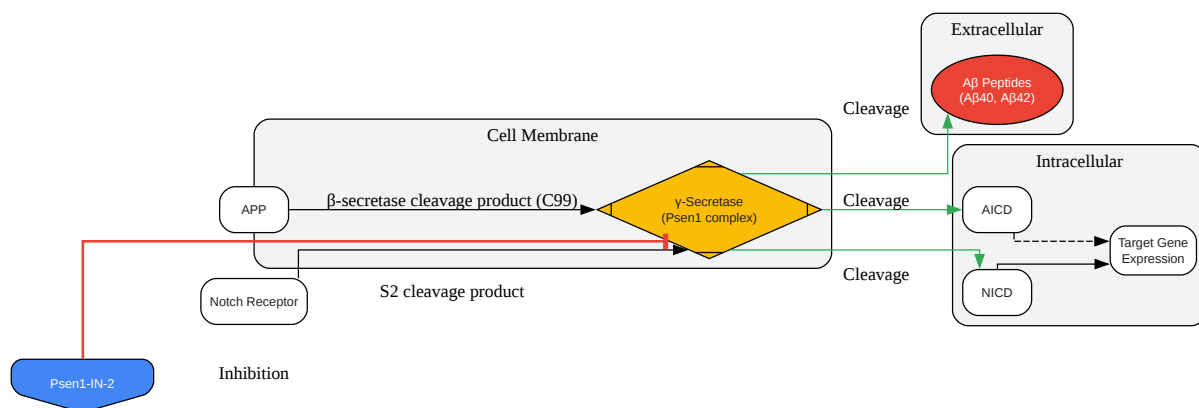 Extracellular
Aβ Peptides
(Aβ40, Aβ42)
Cleavage
Cell Membrane
Intracellular
APP
β-secretase cleavage product (C99)
γ-Secretase
(Psen1 complex)
Cleavage
AICD
Target Gene
Expression
Notch Receptor
S2 cleavage product
Cleavage
NICD
Psen1-IN-2
Inhibition